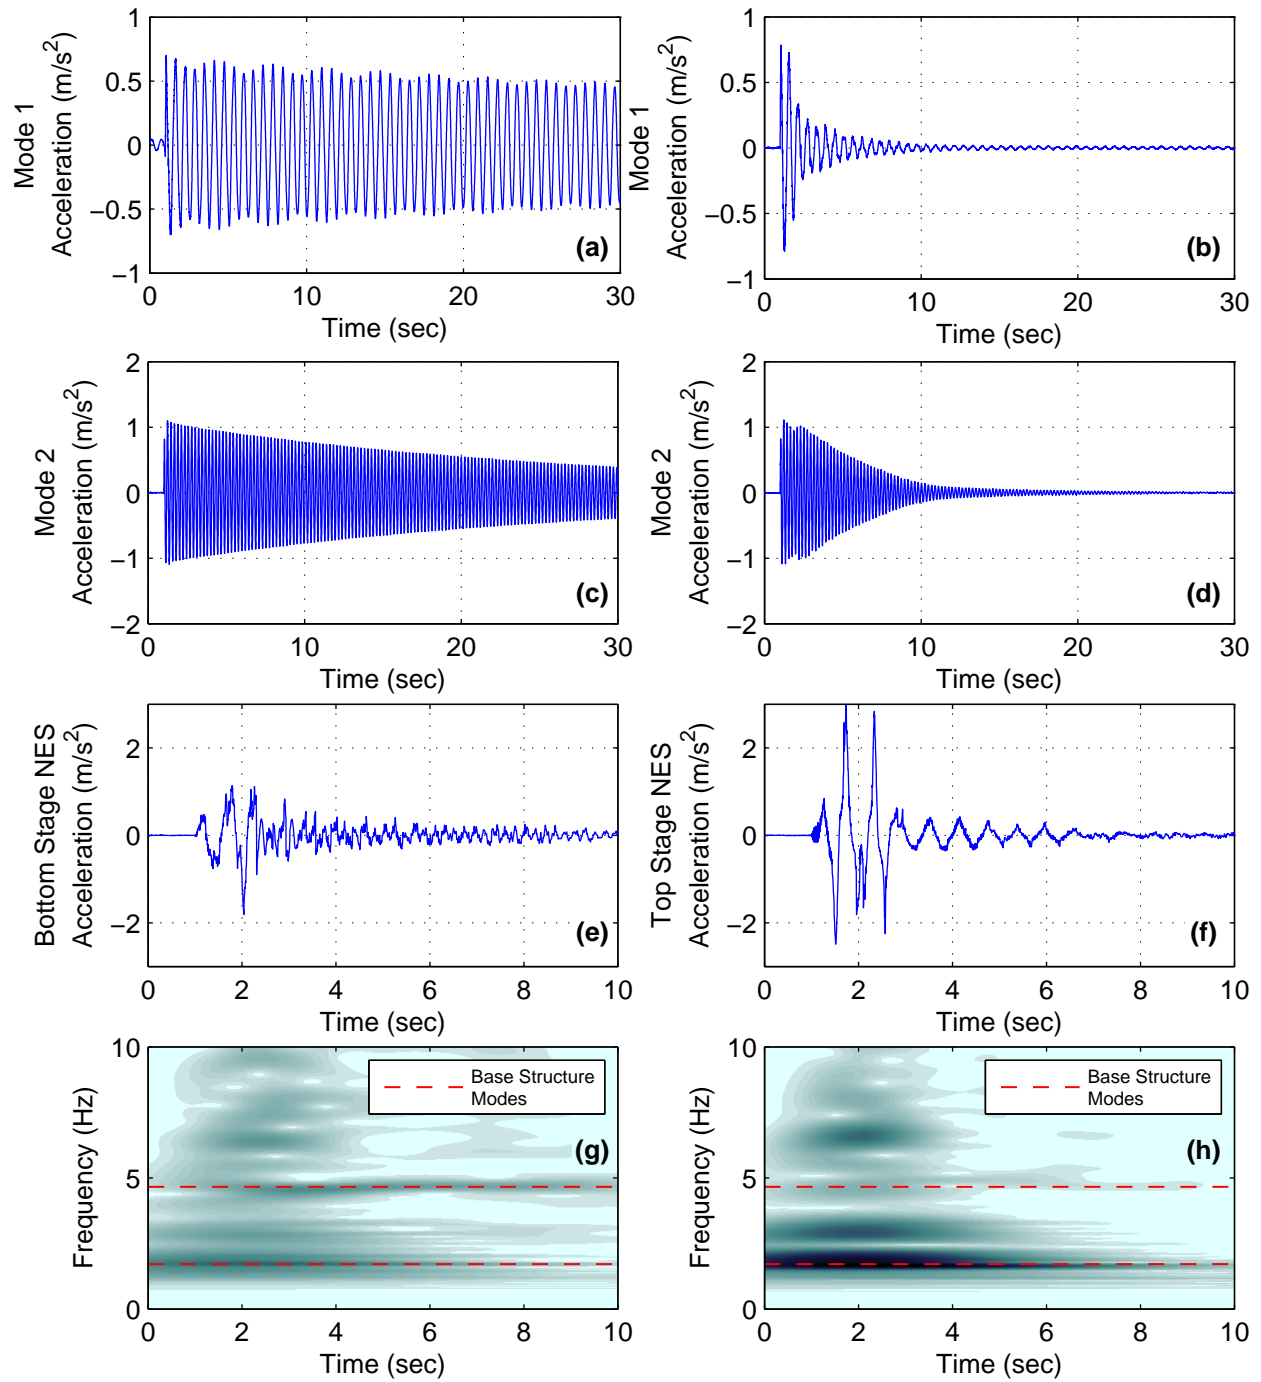 1
0.5
0
−0.5
−1
0
10
20
30
Time (sec)
Mode 1
Acceleration (m/s2)
(a)
1
0.5
0
−0.5
−1
0
10
20
30
Time (sec)
Mode 1
Acceleration (m/s2)
(b)
2
1
0
−1
−2
0
10
20
30
Time (sec)
Mode 2
Acceleration (m/s2)
(c)
2
1
0
−1
−2
0
10
20
30
Time (sec)
Mode 2
Acceleration (m/s2)
(d)
2
0
−2
0
2
4
6
8
10
Time (sec)
Bottom Stage NES
Acceleration (m/s2)
(e)
2
0
−2
0
2
4
6
8
10
Time (sec)
Top Stage NES
Acceleration (m/s2)
(f)
10
5
0
0
2
4
6
8
10
Time (sec)
Frequency (Hz)
Base Structure
Modes
(g)
10
5
0
0
2
4
6
8
10
Time (sec)
Frequency (Hz)
Base Structure
Modes
(h)